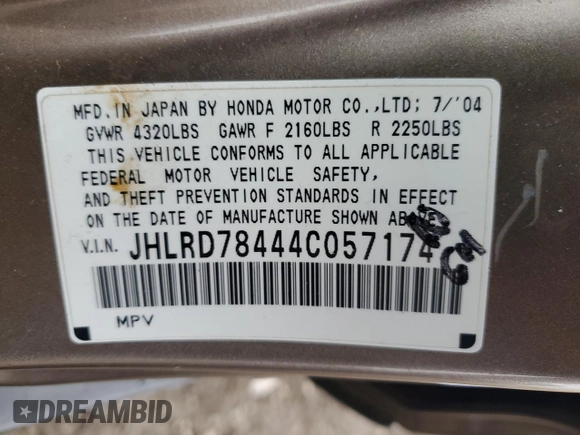 MFD. IN JAPAN BY HONDA MOTOR CO.,LTD; 7/'04
GVWR 4320LBS GAWR F 2160LBS R 2250LBS
THIS VEHICLE CONFORMS TO ALL APPLICABLE
FEDERAL MOTOR VEHICLE SAFETY,
AND THEFT PREVENTION STANDARDS IN EFFECT
ON THE DATE OF MANUFACTURE SHOWN ABOVE.
V.I.N. JHLRD78444C057174
MPV
DREAMBID